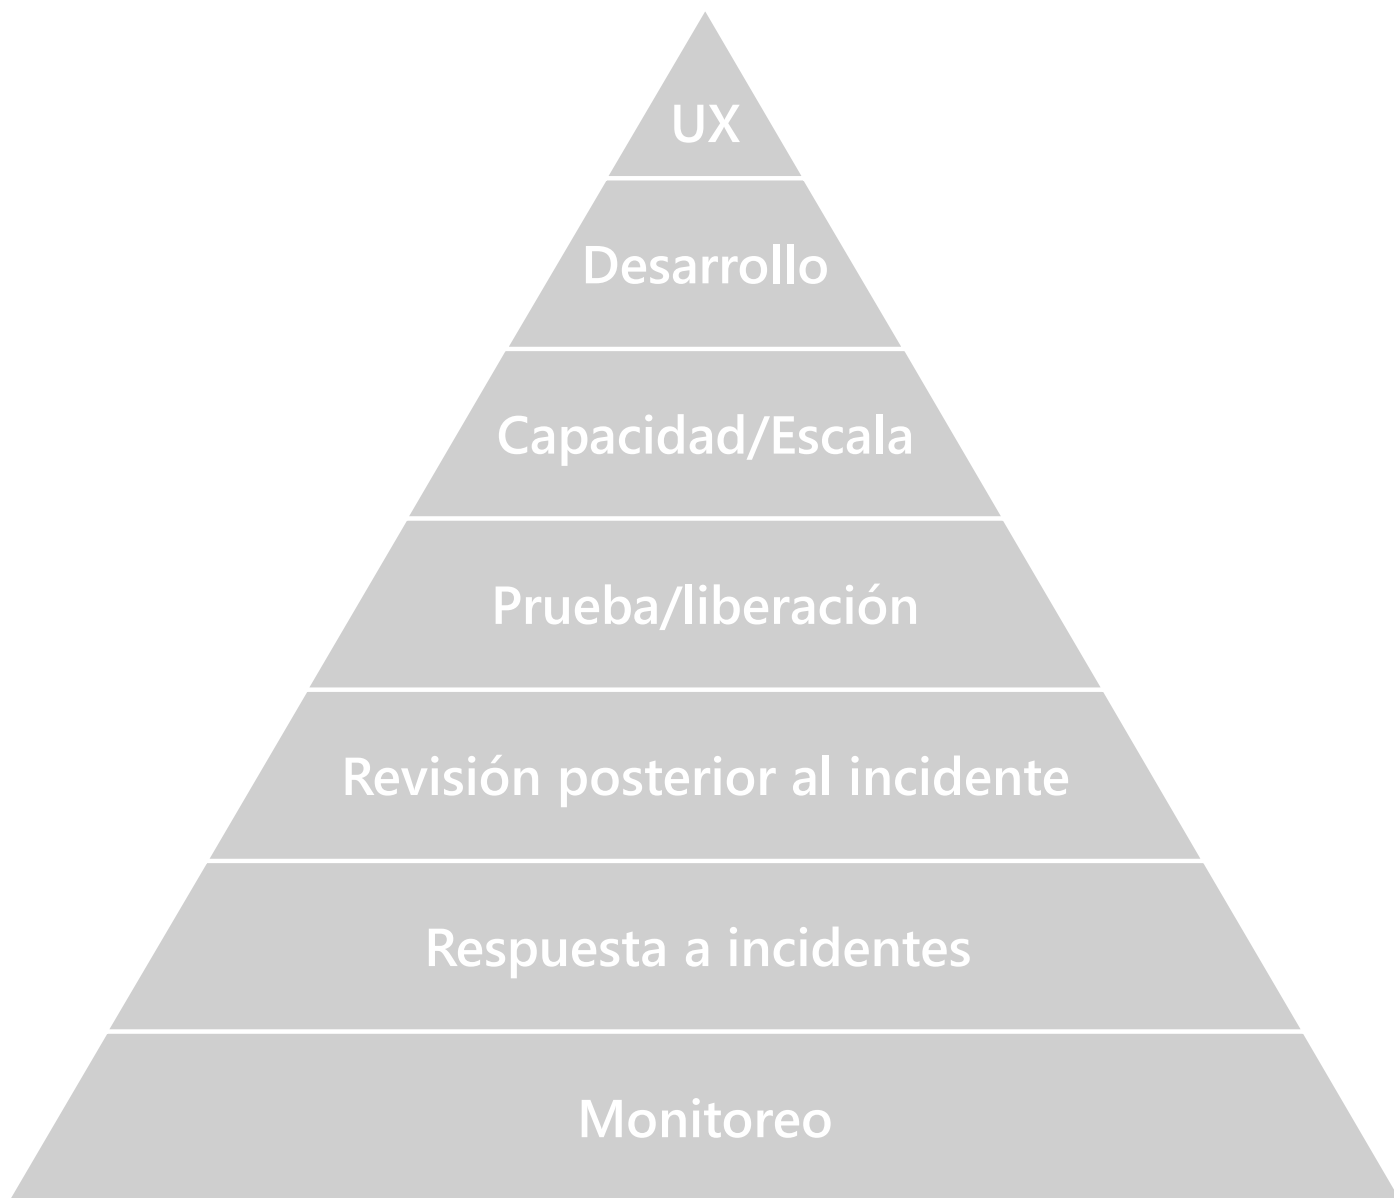 UX
Desarrollo
Capacidad/Escala
Prueba/liberación
Revisión posterior al incidente
Respuesta a incidentes
Monitoreo